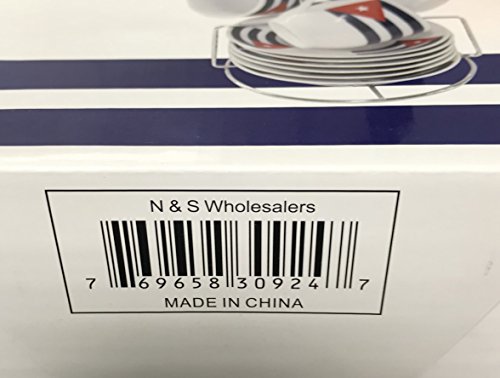 N & S Wholesalers
7 69658 30924 7
MADE IN CHINA